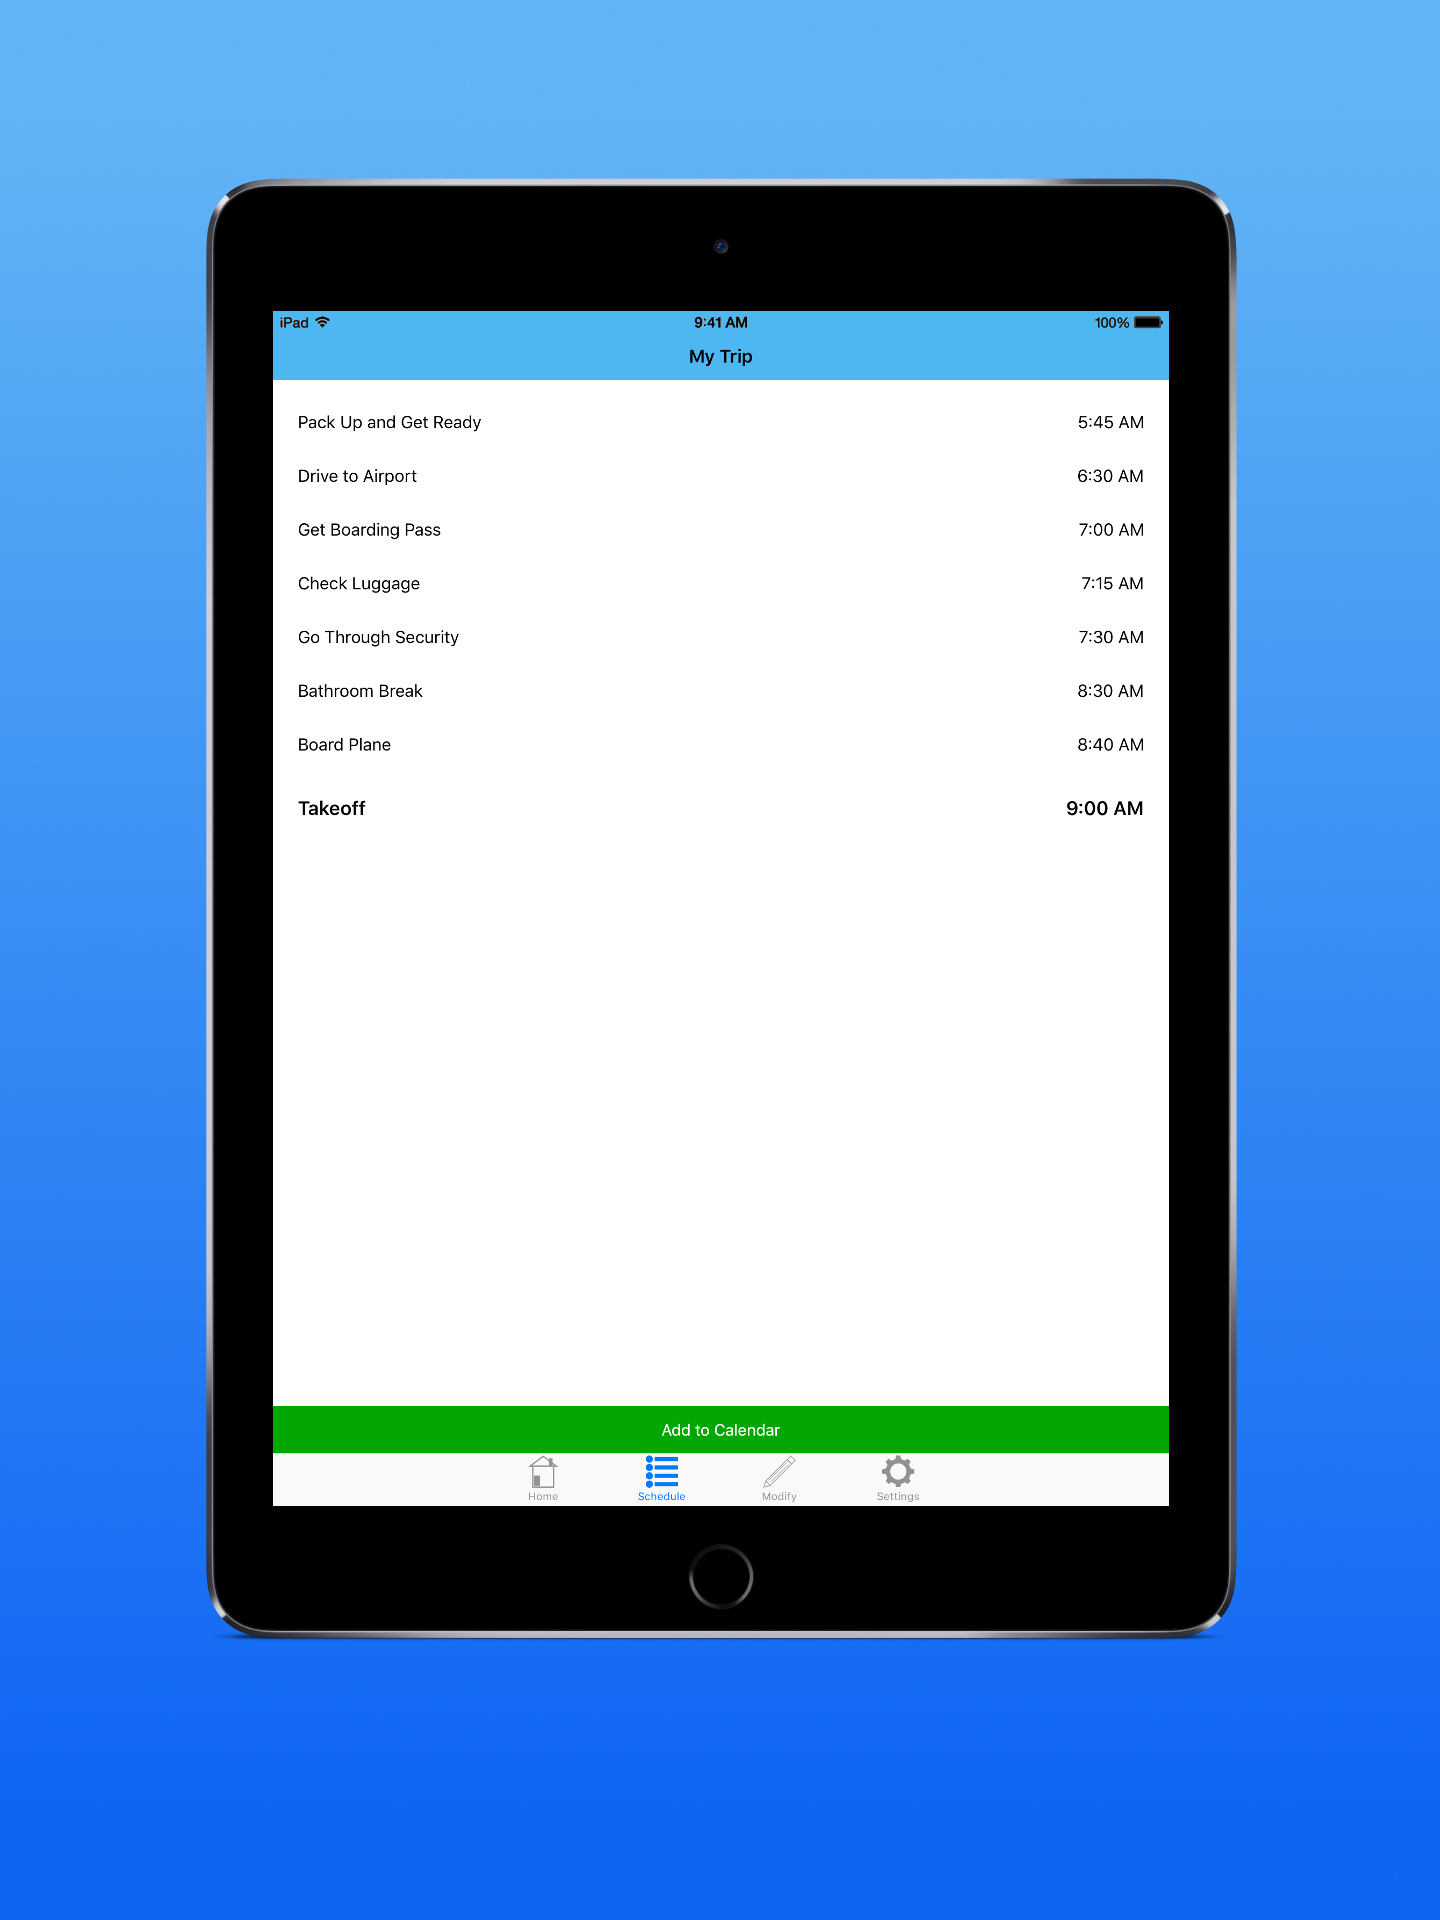 iPad 9:41 AM 100%
My Trip
Pack Up and Get Ready 5:45 AM
Drive to Airport 6:30 AM
Get Boarding Pass 7:00 AM
Check Luggage 7:15 AM
Go Through Security 7:30 AM
Bathroom Break 8:30 AM
Board Plane 8:40 AM
Takeoff 9:00 AM
Add to Calendar
Home Schedule Modify Settings